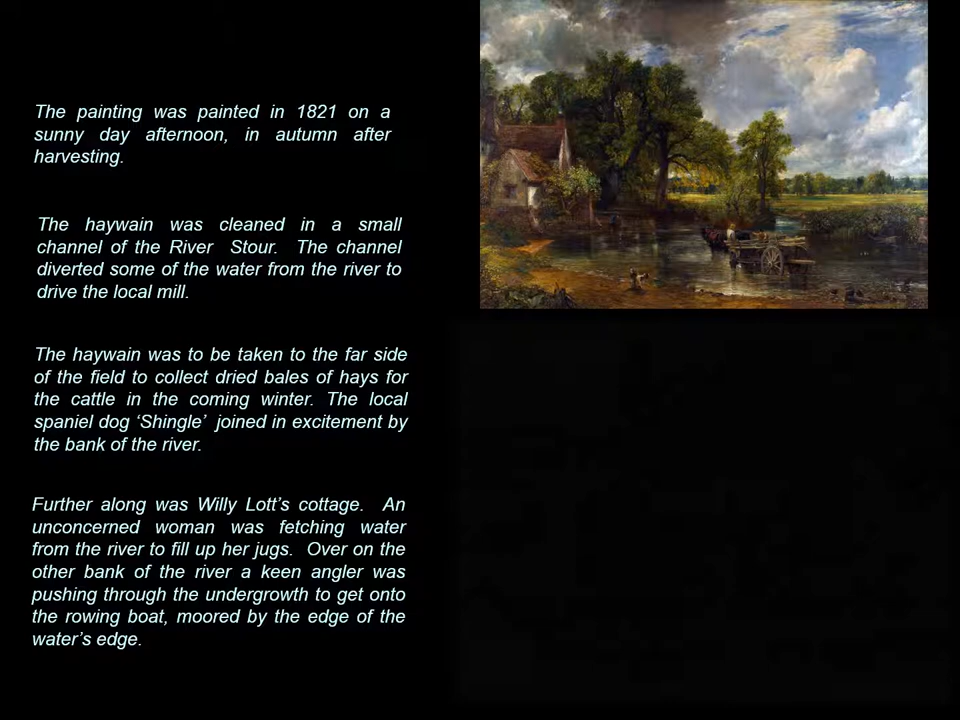 The painting was painted in 1821 on a
sunny day afternoon, in autumn after
harvesting.
The haywain was cleaned in a small
channel of the River Stour. The channel
diverted some of the water from the river to
drive the local mill.
The haywain was to be taken to the far side
of the field to collect dried bales of hays for
the cattle in the coming winter. The local
spaniel dog ‘Shingle’ joined in excitement by
the bank of the river.
Further along was Willy Lott’s cottage. An
unconcerned woman was fetching water
from the river to fill up her jugs. Over on the
other bank of the river a keen angler was
pushing through the undergrowth to get onto
the rowing boat, moored by the edge of the
water’s edge.